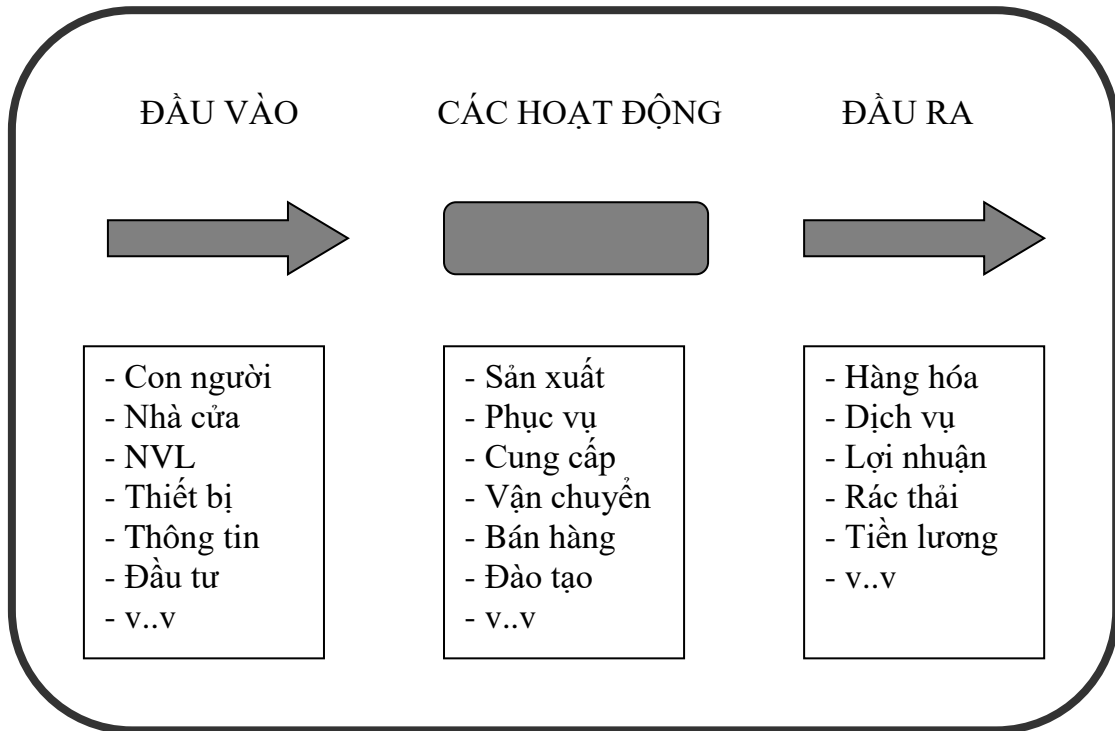 ĐẦU VÀO
CÁC HOẠT ĐỘNG
ĐẦU RA
- Con người
- Nhà cửa
- NVL
- Thiết bị
- Thông tin
- Đầu tư
- v..v
- Sản xuất
- Phục vụ
- Cung cấp
- Vận chuyển
- Bán hàng
- Đào tạo
- v..v
- Hàng hóa
- Dịch vụ
- Lợi nhuận
- Rác thải
- Tiền lương
- v..v